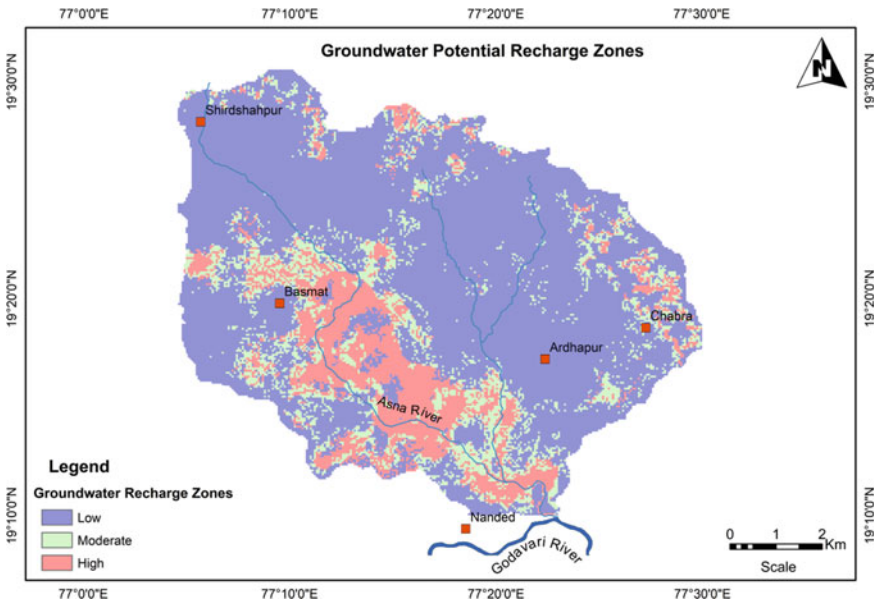 77°0'0"E 77°10'0"E 77°20'0"E 77°30'0"E
Groundwater Potential Recharge Zones
N
19°30'0"N
19°30'0"N
Shirdshahpur
19°20'0"N
19°20'0"N
Basmat
Chabra
Ardhapur
Asna River
Legend
Groundwater Recharge Zones
Low
Moderate
High
19°10'0"N
19°10'0"N
Nanded
Godavari River
0 1 2
Km
Scale
77°0'0"E 77°10'0"E 77°20'0"E 77°30'0"E